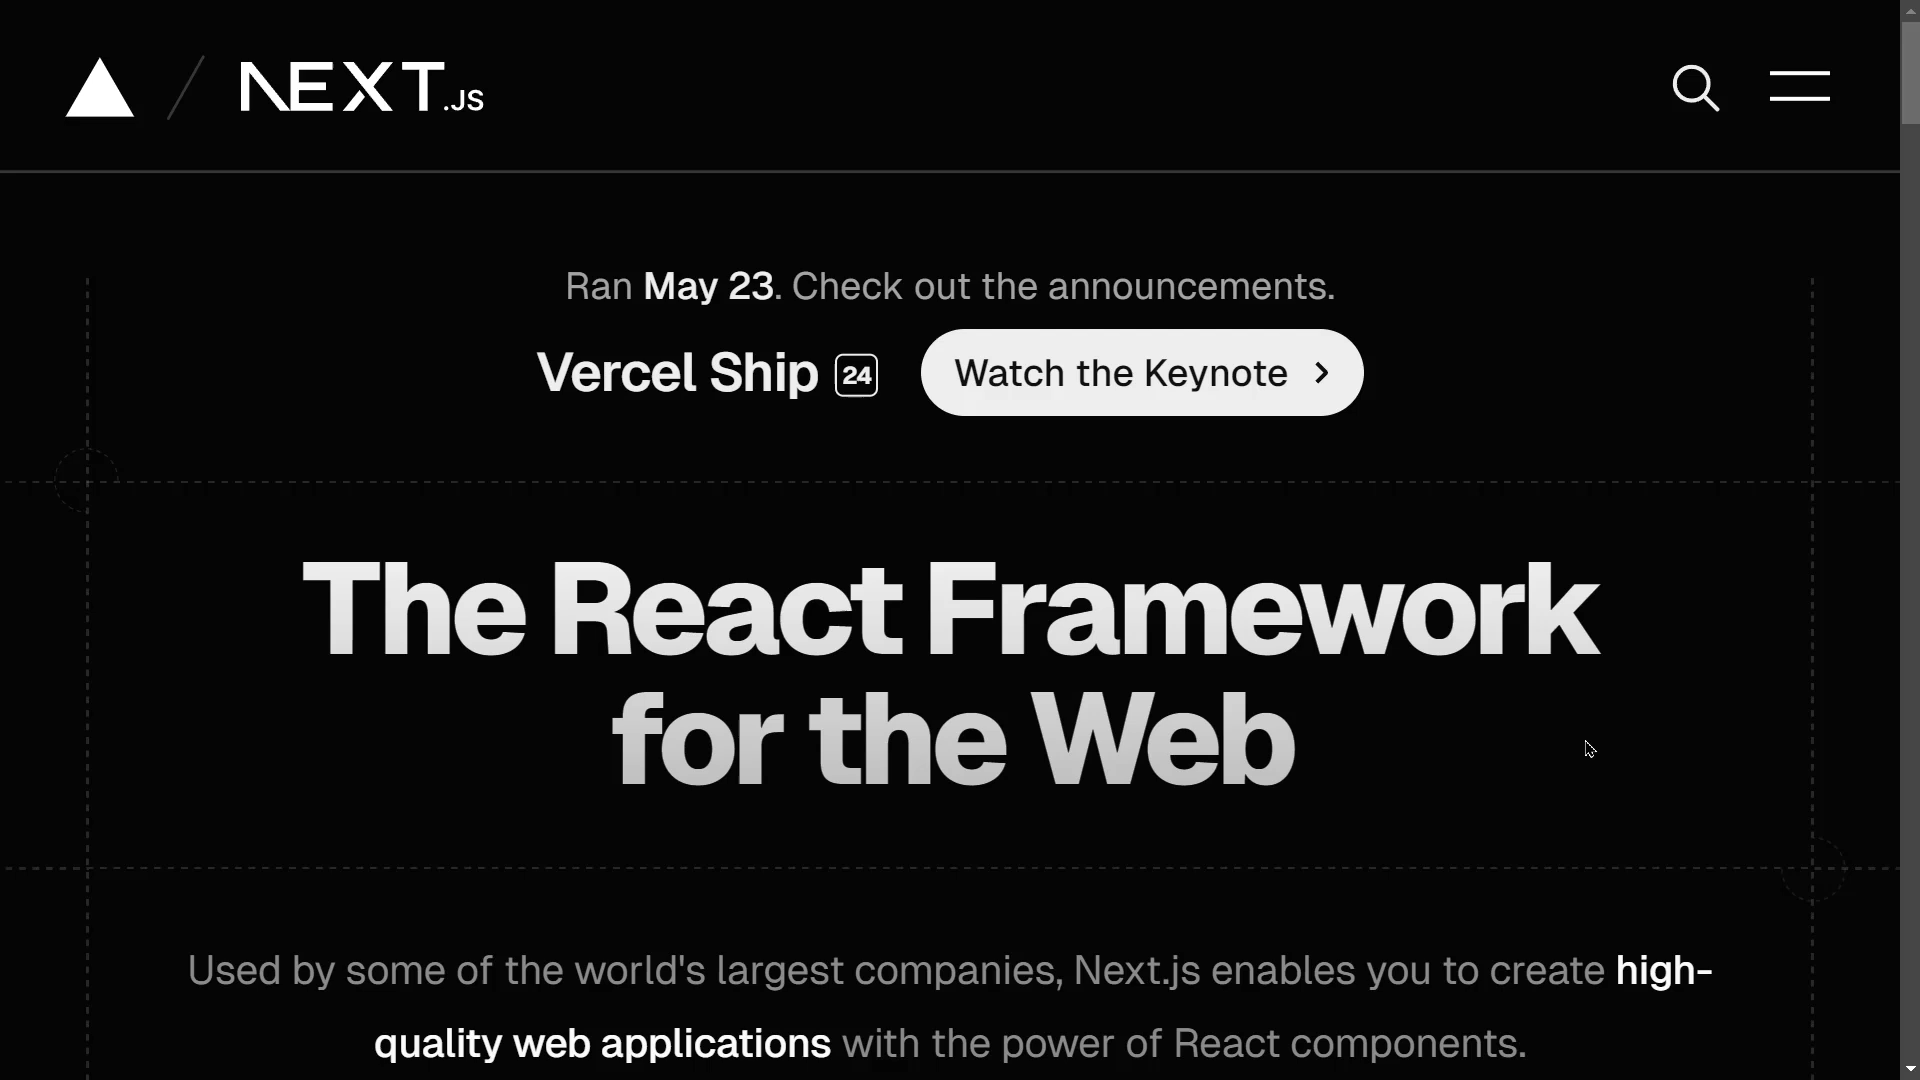 NEXT.JS
Ran May 23. Check out the announcements.
Vercel Ship 24
Watch the Keynote
The React Framework
for the Web
Used by some of the world's largest companies, Next.js enables you to create high-
quality web applications with the power of React components.